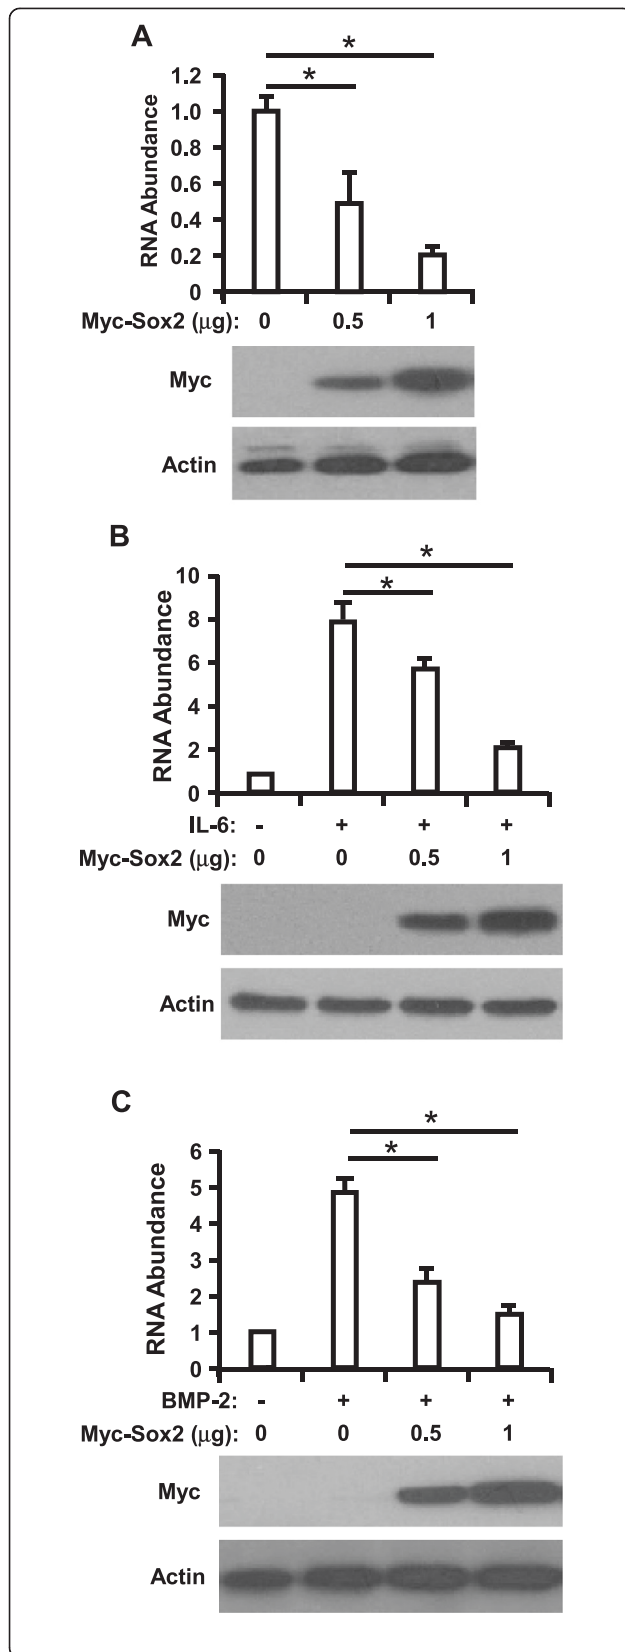 A
*
*
RNA Abundance
1.2
1.0
0.8
0.6
0.4
0.2
0
Myc-Sox2 (μg): 0 0.5 1
Myc
Actin
B
*
*
RNA Abundance
10
8
6
4
2
0
IL-6: - + + +
Myc-Sox2 (μg): 0 0 0.5 1
Myc
Actin
C
*
*
RNA Abundance
6
5
4
3
2
1
0
BMP-2: - + + +
Myc-Sox2 (μg): 0 0 0.5 1
Myc
Actin